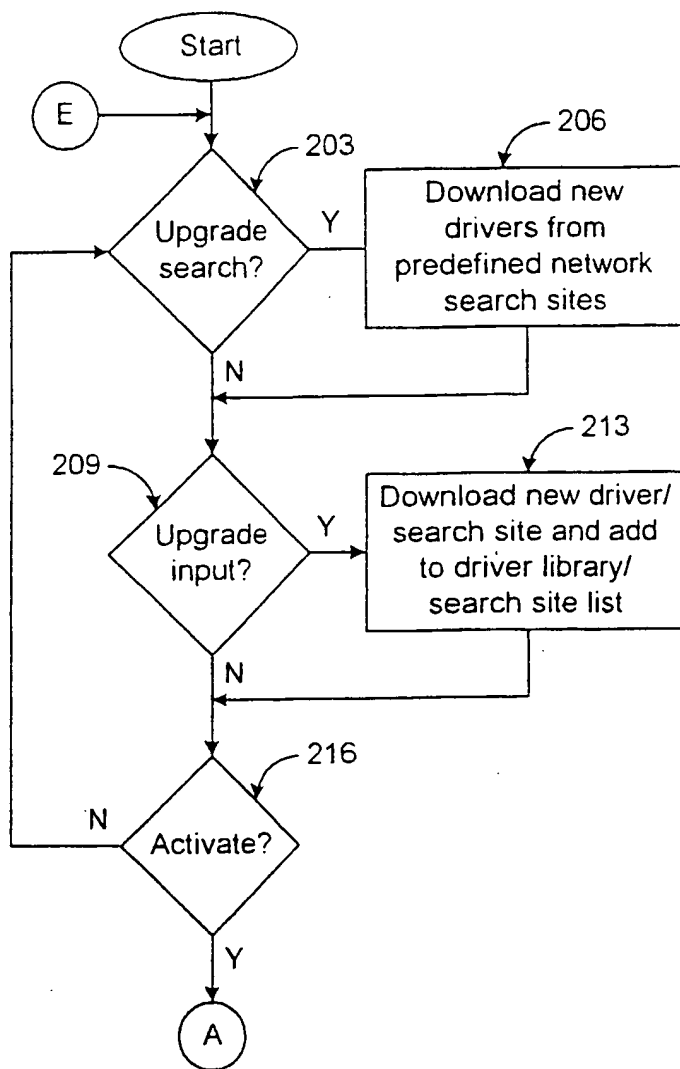 Start
E
203
206
Upgrade
search?
Y
Download new
drivers from
predefined network
search sites
N
209
213
Upgrade
input?
Y
Download new driver/
search site and add
to driver library/
search site list
N
216
N
Activate?
Y
A